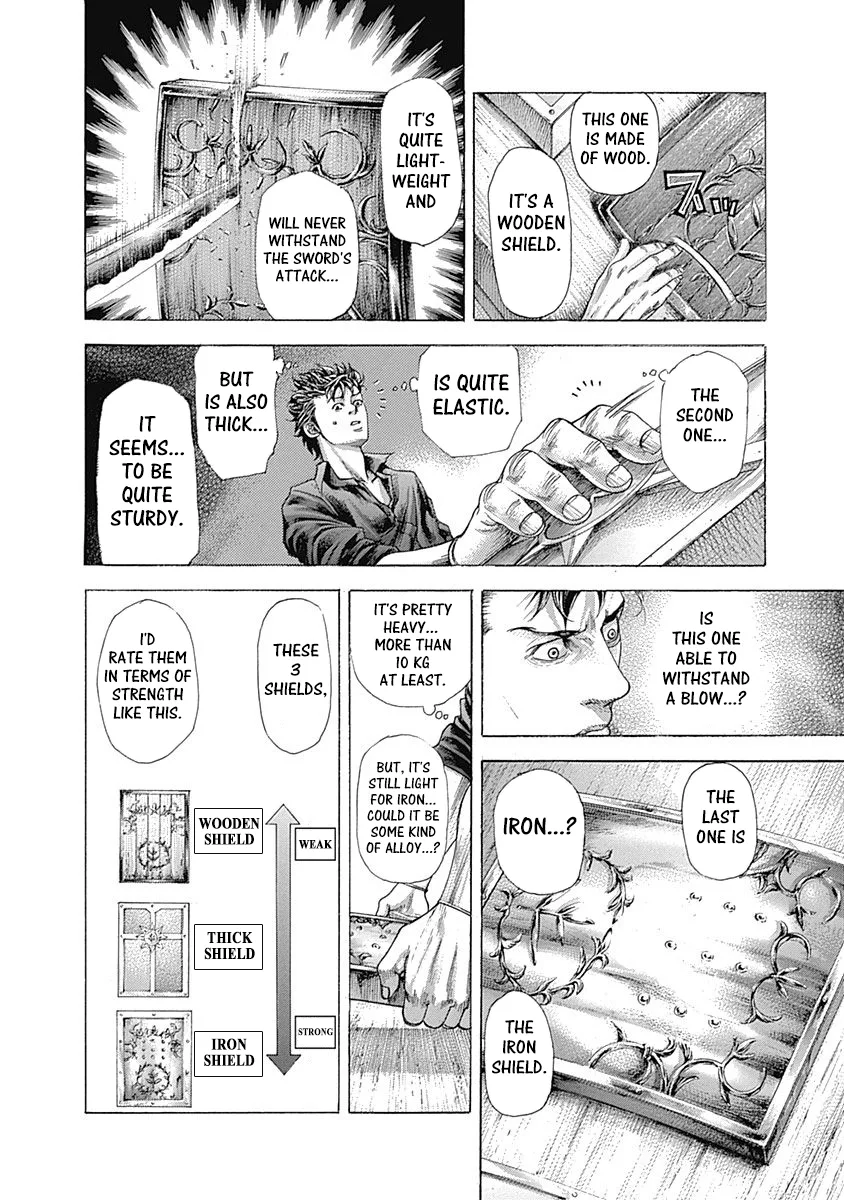 THIS ONE
IS MADE
OF WOOD.
IT'S A
WOODEN
SHIELD.
ブ
IT'S
QUITE
LIGHT-
WEIGHT
AND
WILL NEVER
WITHSTAND
THE SWORD'S
ATTACK...
THE
SECOND
ONE...
IS QUITE
ELASTIC.
BUT
IS ALSO
THICK...
IT
SEEMS...
TO BE
QUITE
STURDY.
IS
THIS ONE
ABLE TO
WITHSTAND
A BLOW...?
THE
LAST
ONE IS
IRON...?
THE
IRON
SHIELD.
IT'S PRETTY
HEAVY...
MORE THAN
10 KG
AT LEAST.
BUT, IT'S
STILL LIGHT
FOR IRON...
COULD IT BE
SOME KIND
OF ALLOY...?
THESE
3
SHIELDS,
I'D
RATE THEM
IN TERMS OF
STRENGTH
LIKE THIS.
WOODEN
SHIELD
WEAK
THICK
SHIELD
IRON
SHIELD
STRONG